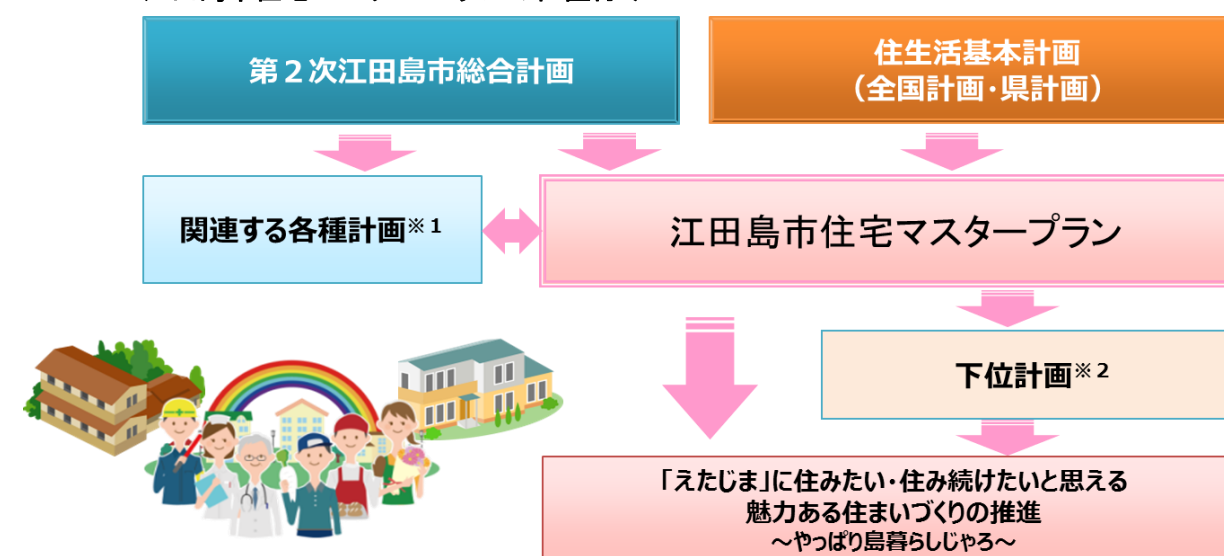 第2次江田島市総合計画
住生活基本計画
(全国計画・県計画)
関連する各種計画※1
江田島市住宅マスタープラン
下位計画※2
「えたじま」に住みたい・住み続けたいと思える
魅力ある住まいづくりの推進
～やっぱり島暮らしじゃろ～